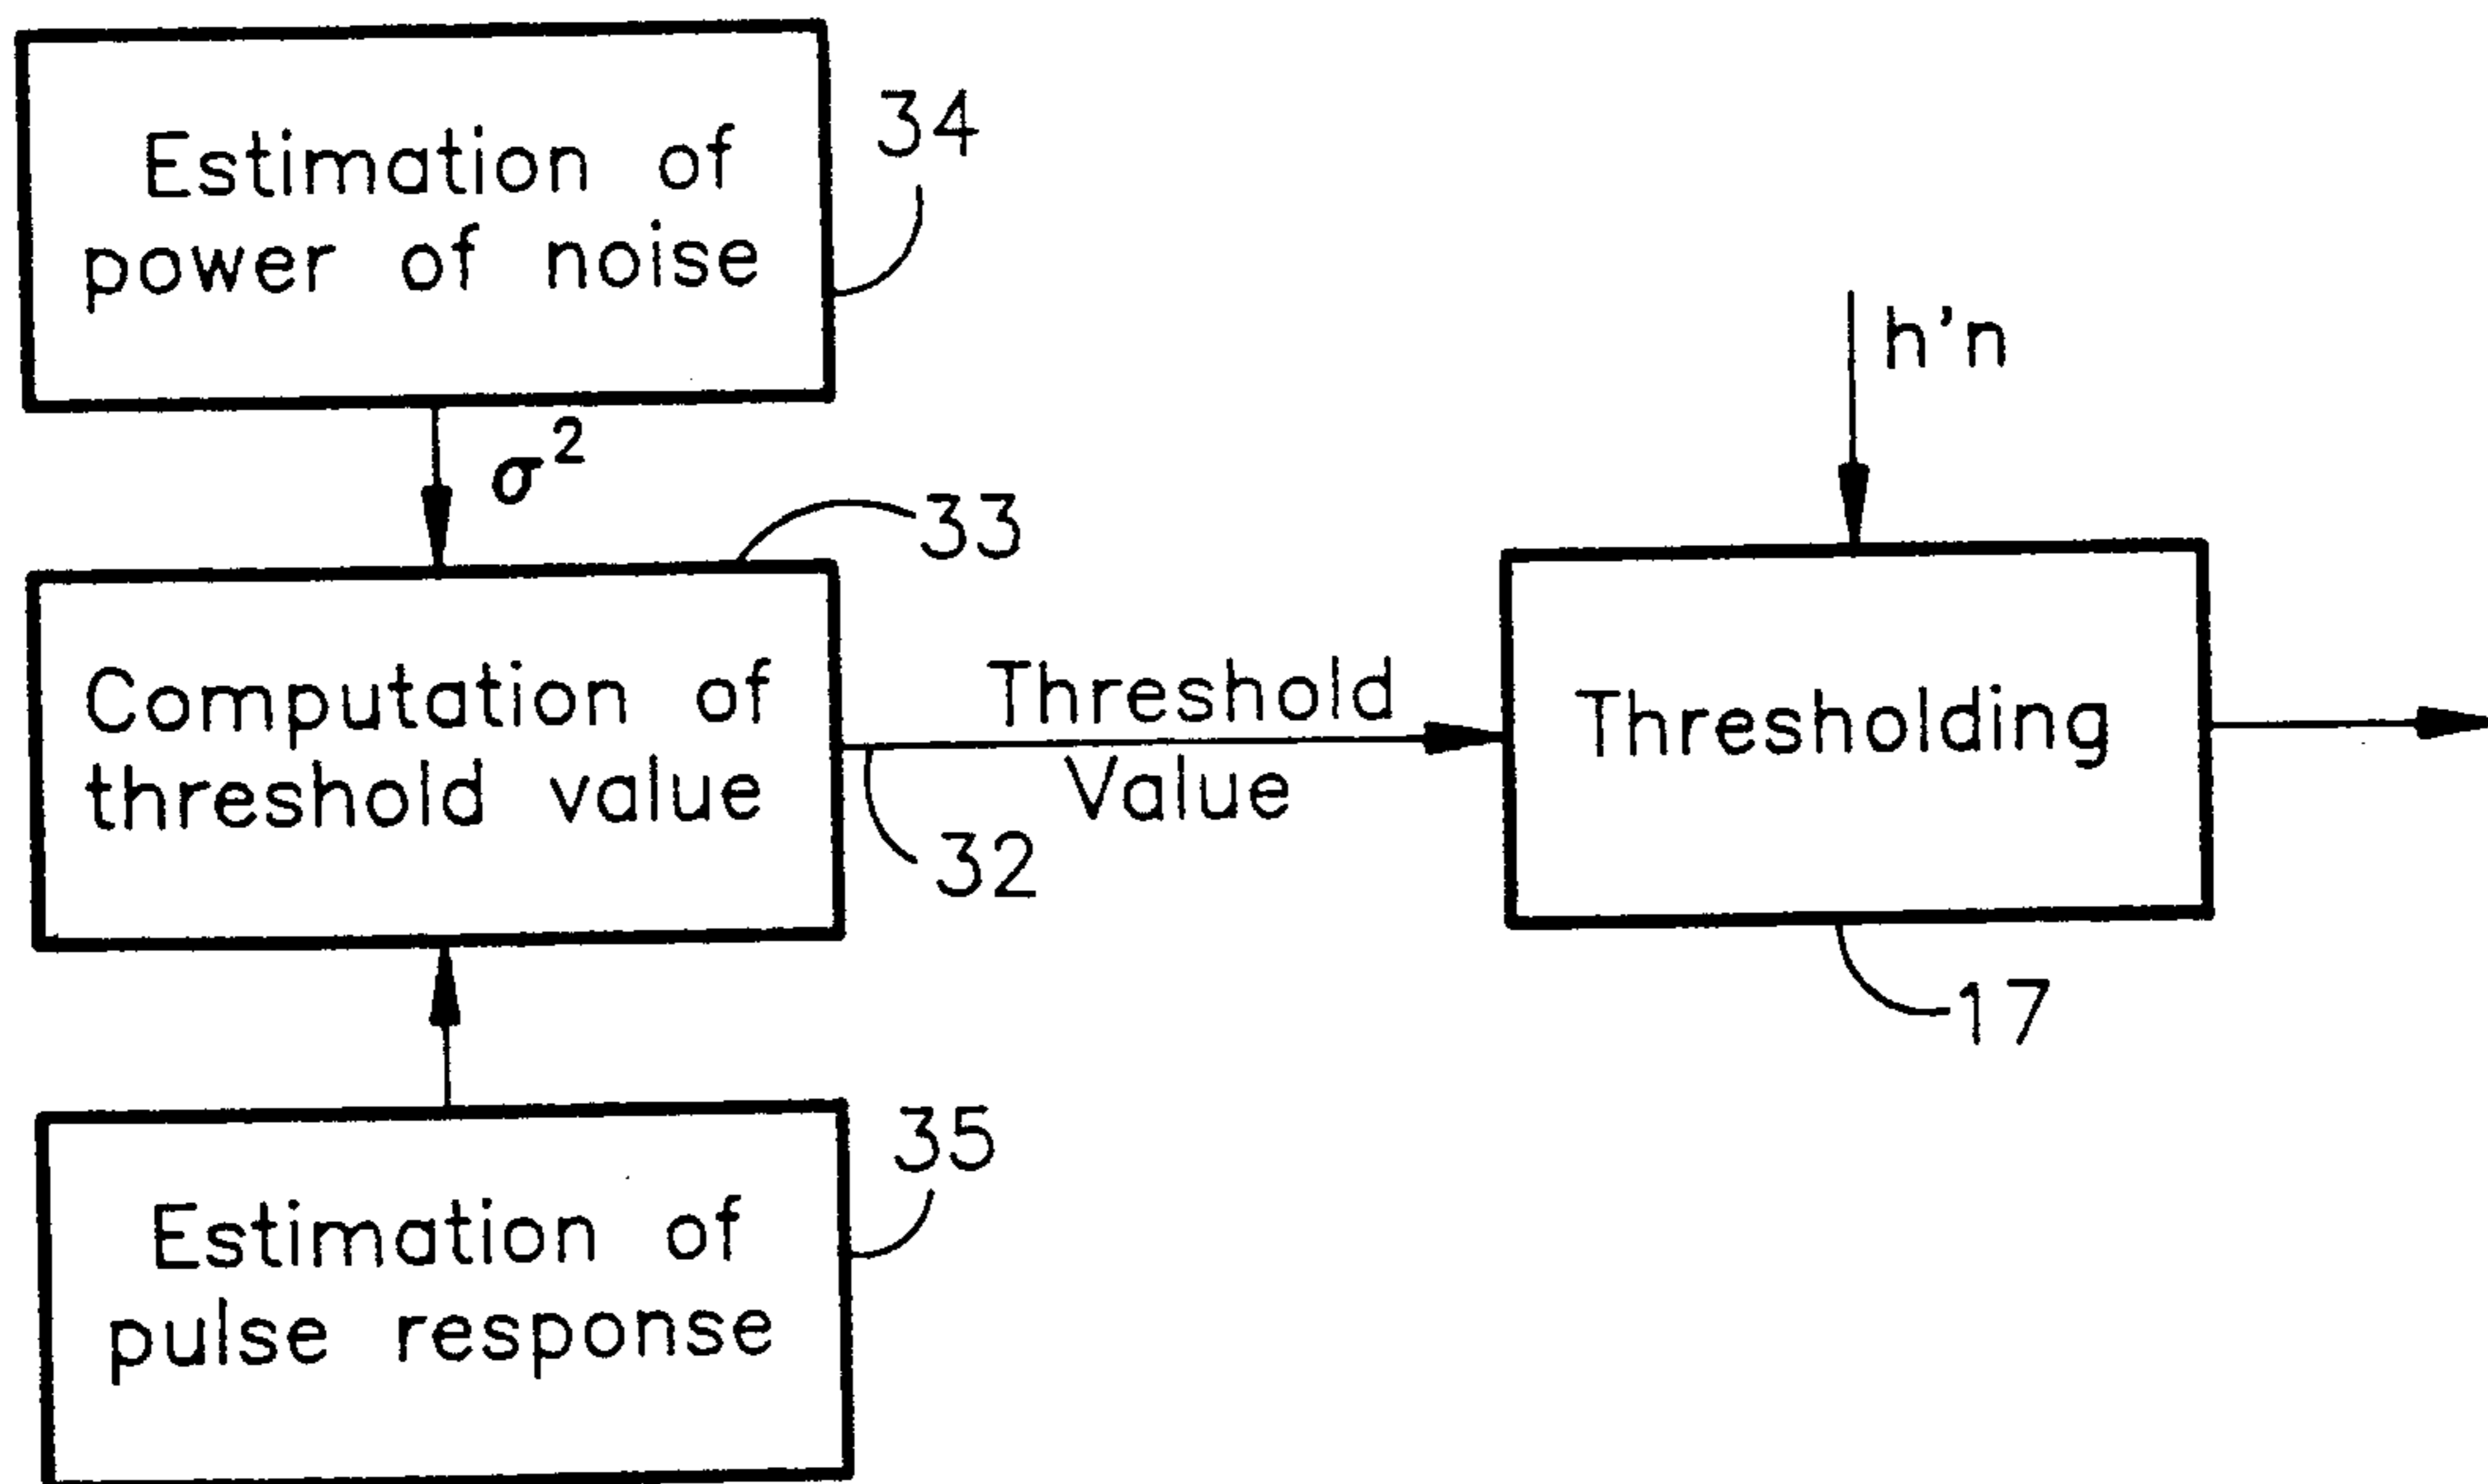 Estimation of
power of noise
34
σ²
33
Computation of
threshold value
Threshold
Value
32
h'n
Thresholding
17
35
Estimation of
pulse response